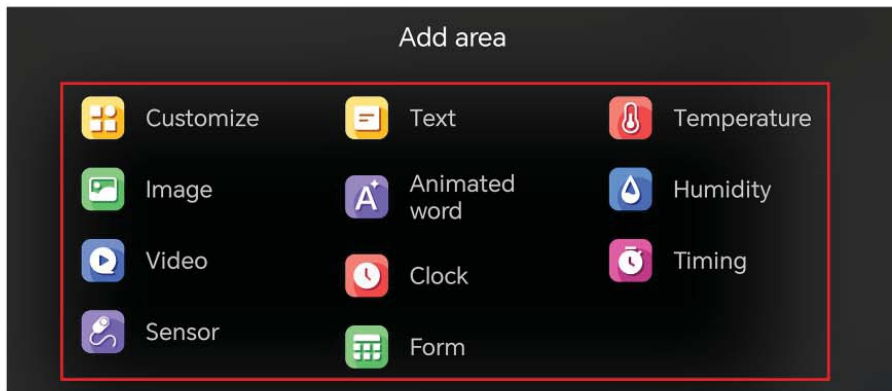 Add area
Customize
Text
Temperature
Image
Animated
word
Humidity
Video
Clock
Timing
Sensor
Form